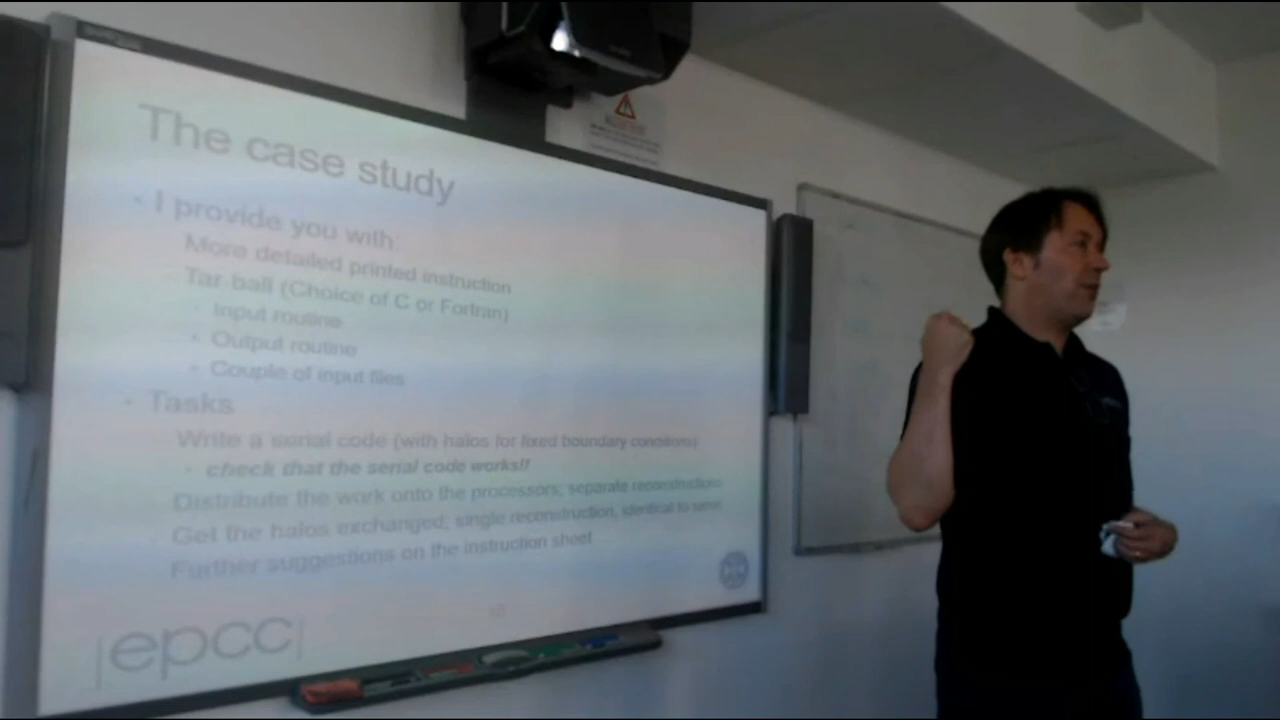 The case study
• I provide you with
More detailed printed instruction
Tar ball (Choice of C or Fortran)
• Input routine
• Output routine
• Couple of input files
• Tasks
Write a serial code (with halos for fixed boundary conditions)
• check that the serial code works!!
Distribute the work onto the processors; separate reconstructions
Get the halos exchanged; single reconstruction, identical to
Further suggestions on the instruction sheet
|epcc|